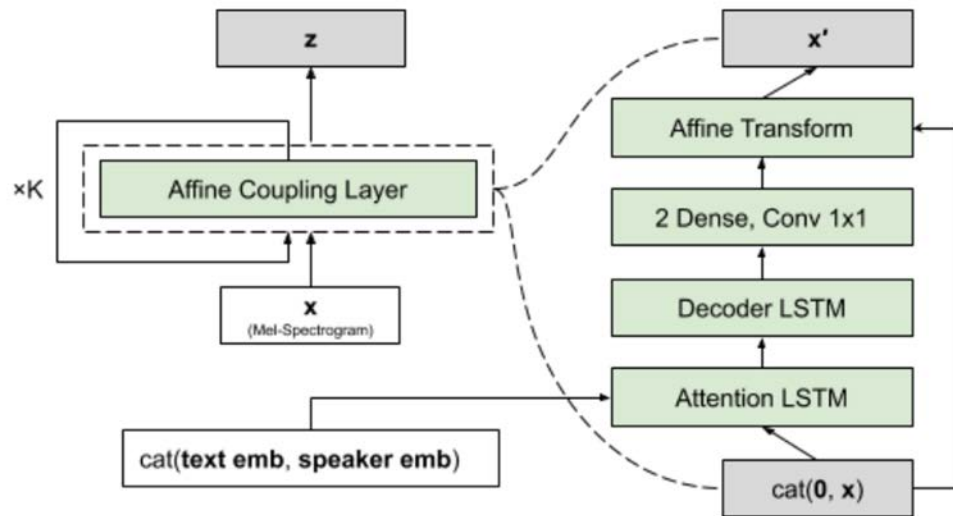 z
×K
Affine Coupling Layer
x
(Mel-Spectrogram)
cat(text emb, speaker emb)
x′
Affine Transform
2 Dense, Conv 1x1
Decoder LSTM
Attention LSTM
cat(0, x)